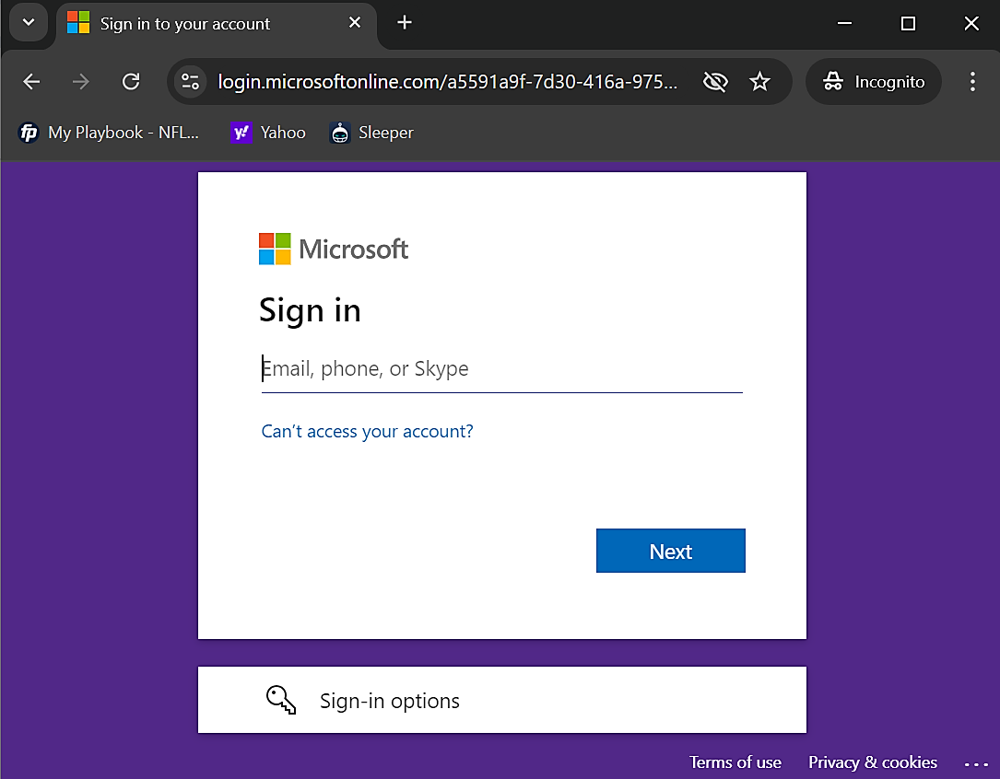 Sign in to your account
login.microsoftonline.com/a5591a9f-7d30-416a-975...
Incognito
fp My Playbook - NFL... y! Yahoo Sleeper
Microsoft
Sign in
Email, phone, or Skype
Can't access your account?
Next
Sign-in options
Terms of use Privacy & cookies ...